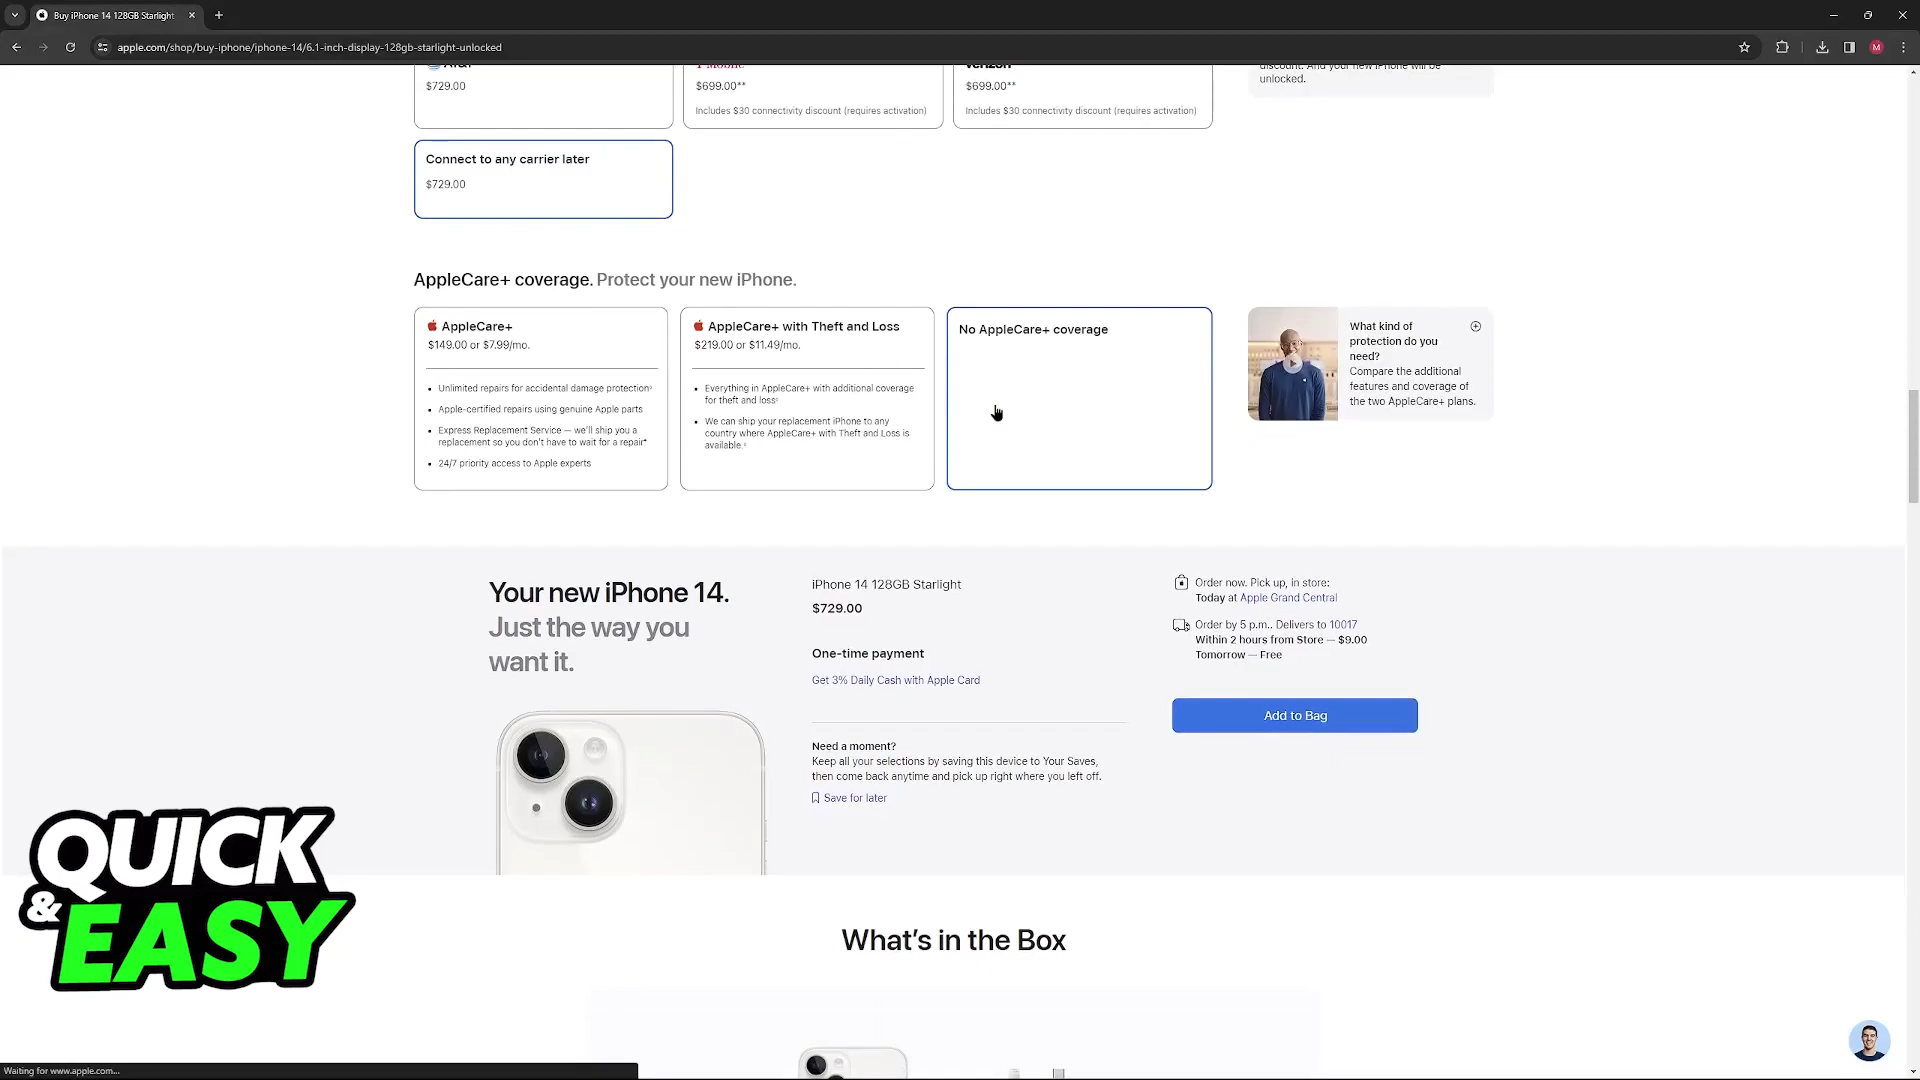 Buy iPhone 14 128GB Starlight
apple.com/shop/buy-iphone/iphone-14/6.1-inch-display-128gb-starlight-unlocked
M
AT&T
T Mobile
verizon
$729.00
$699.00**
$699.00**
Includes $30 connectivity discount (requires activation)
Includes $30 connectivity discount (requires activation)
discount. And your new iPhone will be
unlocked.
Connect to any carrier later
$729.00
AppleCare+ coverage. Protect your new iPhone.
AppleCare+
$149.00 or $7.99/mo.
• Unlimited repairs for accidental damage protection
• Apple-certified repairs using genuine Apple parts
• Express Replacement Service — we'll ship you a
replacement so you don't have to wait for a repair
• 24/7 priority access to Apple experts
AppleCare+ with Theft and Loss
$219.00 or $11.49/mo.
• Everything in AppleCare+ with additional coverage
for theft and loss
• We can ship your replacement iPhone to any
country where AppleCare+ with Theft and Loss is
available.
No AppleCare+ coverage
What kind of
protection do you
need?
Compare the additional
features and coverage of
the two AppleCare+ plans.
Your new iPhone 14.
Just the way you
want it.
iPhone 14 128GB Starlight
$729.00
One-time payment
Get 3% Daily Cash with Apple Card
Need a moment?
Keep all your selections by saving this device to Your Saves,
then come back anytime and pick up right where you left off.
Save for later
Order now. Pick up, in store:
Today at Apple Grand Central
Order by 5 p.m.. Delivers to 10017
Within 2 hours from Store — $9.00
Tomorrow — Free
Add to Bag
QUICK
& EASY
What's in the Box
Waiting for www.apple.com...